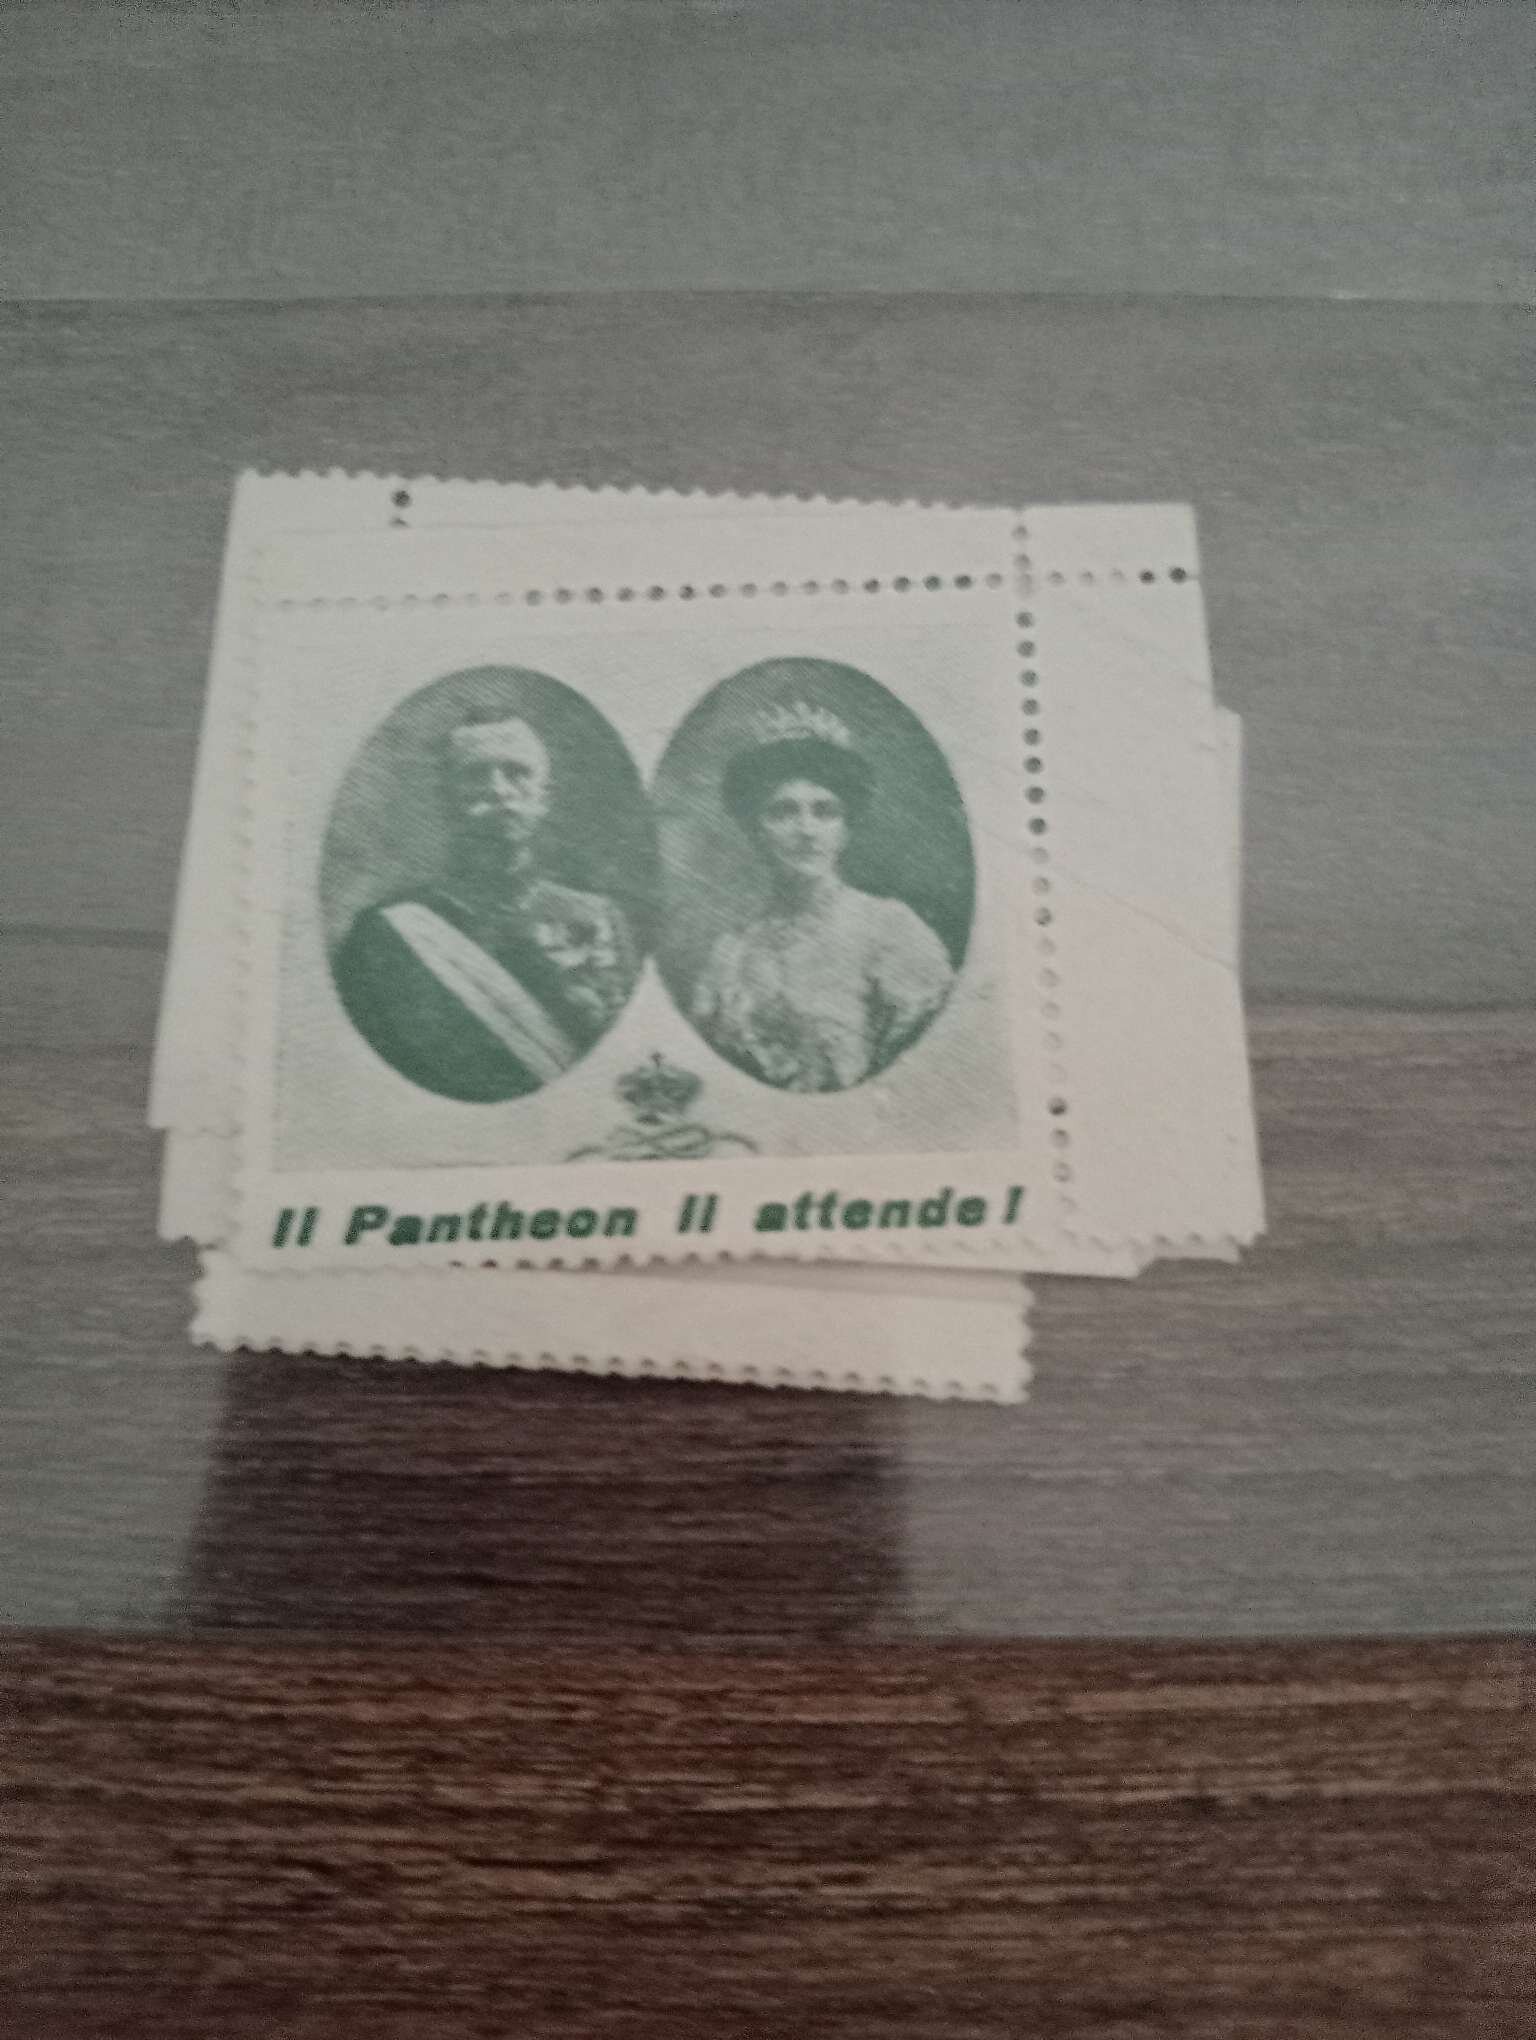 Il Pantheon li attende!